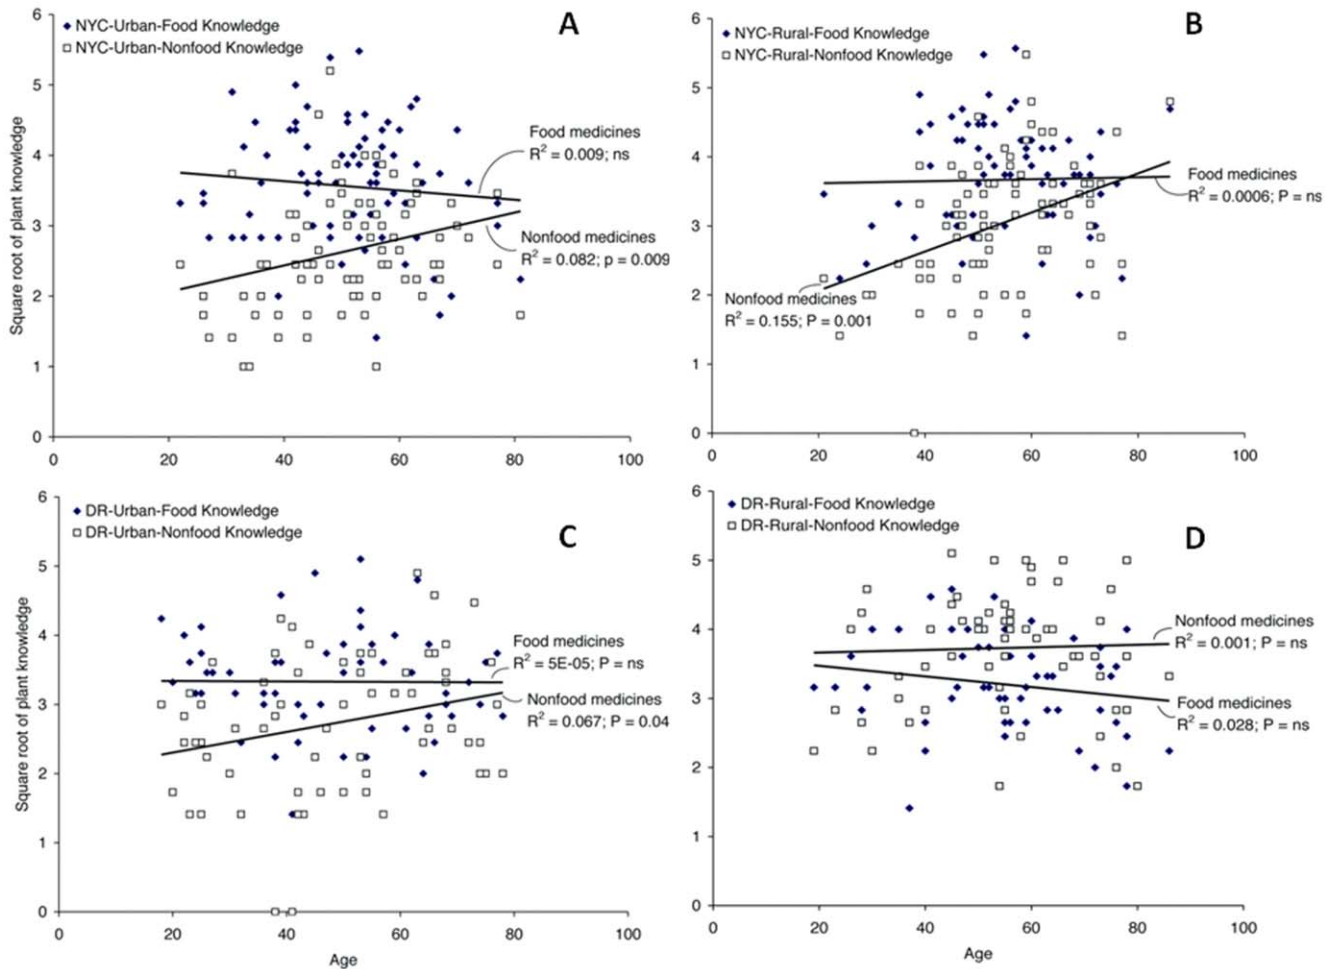 NYC-Urban-Food Knowledge
NYC-Urban-Nonfood Knowledge
A
Square root of plant knowledge
6
5
4
3
2
1
0
0 20 40 60 80 100
Food medicines
R² = 0.009; ns
Nonfood medicines
R² = 0.082; p = 0.009
NYC-Rural-Food Knowledge
NYC-Rural-Nonfood Knowledge
B
6
5
4
3
2
1
0
0 20 40 60 80 100
Food medicines
R² = 0.0006; P = ns
Nonfood medicines
R² = 0.155; P = 0.001
DR-Urban-Food Knowledge
DR-Urban-Nonfood Knowledge
C
Square root of plant knowledge
6
5
4
3
2
1
0
0 20 40 60 80 100
Age
Food medicines
R² = 5E-05; P = ns
Nonfood medicines
R² = 0.067; P = 0.04
DR-Rural-Food Knowledge
DR-Rural-Nonfood Knowledge
D
6
5
4
3
2
1
0
0 20 40 60 80 100
Age
Nonfood medicines
R² = 0.001; P = ns
Food medicines
R² = 0.028; P = ns